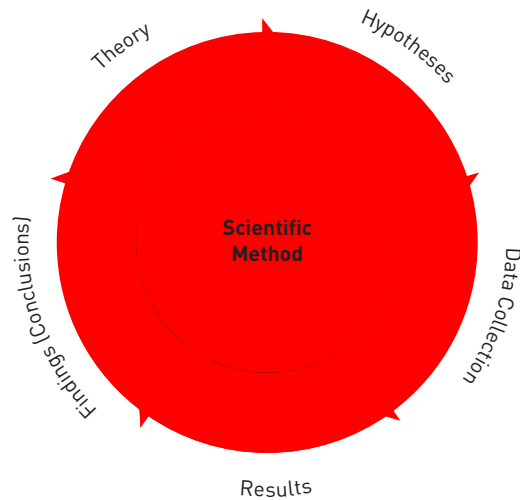 Theory
Hypotheses
Scientific
Method
Data Collection
Findings (Conclusions)
Results